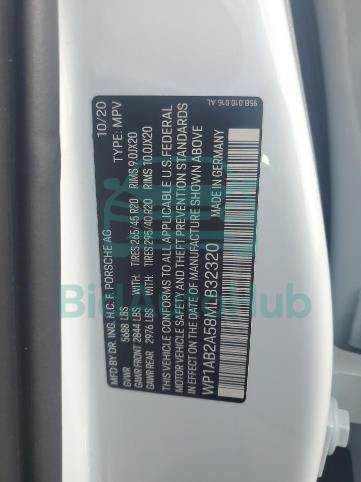 95B.010.016.AL
10/20 TYPE: MPV
MFD BY DR. ING. H.C. F. PORSCHE AG
GVWR 5688 LBS
GAWR FRONT 2844 LBS WITH: TIRES 265/45 R20 RIMS 9.0JX20
GAWR REAR 2976 LBS WITH: TIRES 295/40 R20 RIMS 10.0JX20
THIS VEHICLE CONFORMS TO ALL APPLICABLE U.S. FEDERAL
MOTOR VEHICLE SAFETY AND THEFT PREVENTION STANDARDS
IN EFFECT ON THE DATE OF MANUFACTURE SHOWN ABOVE
WP1AB2A58MLB32320 MADE IN GERMANY
BidAutoHub